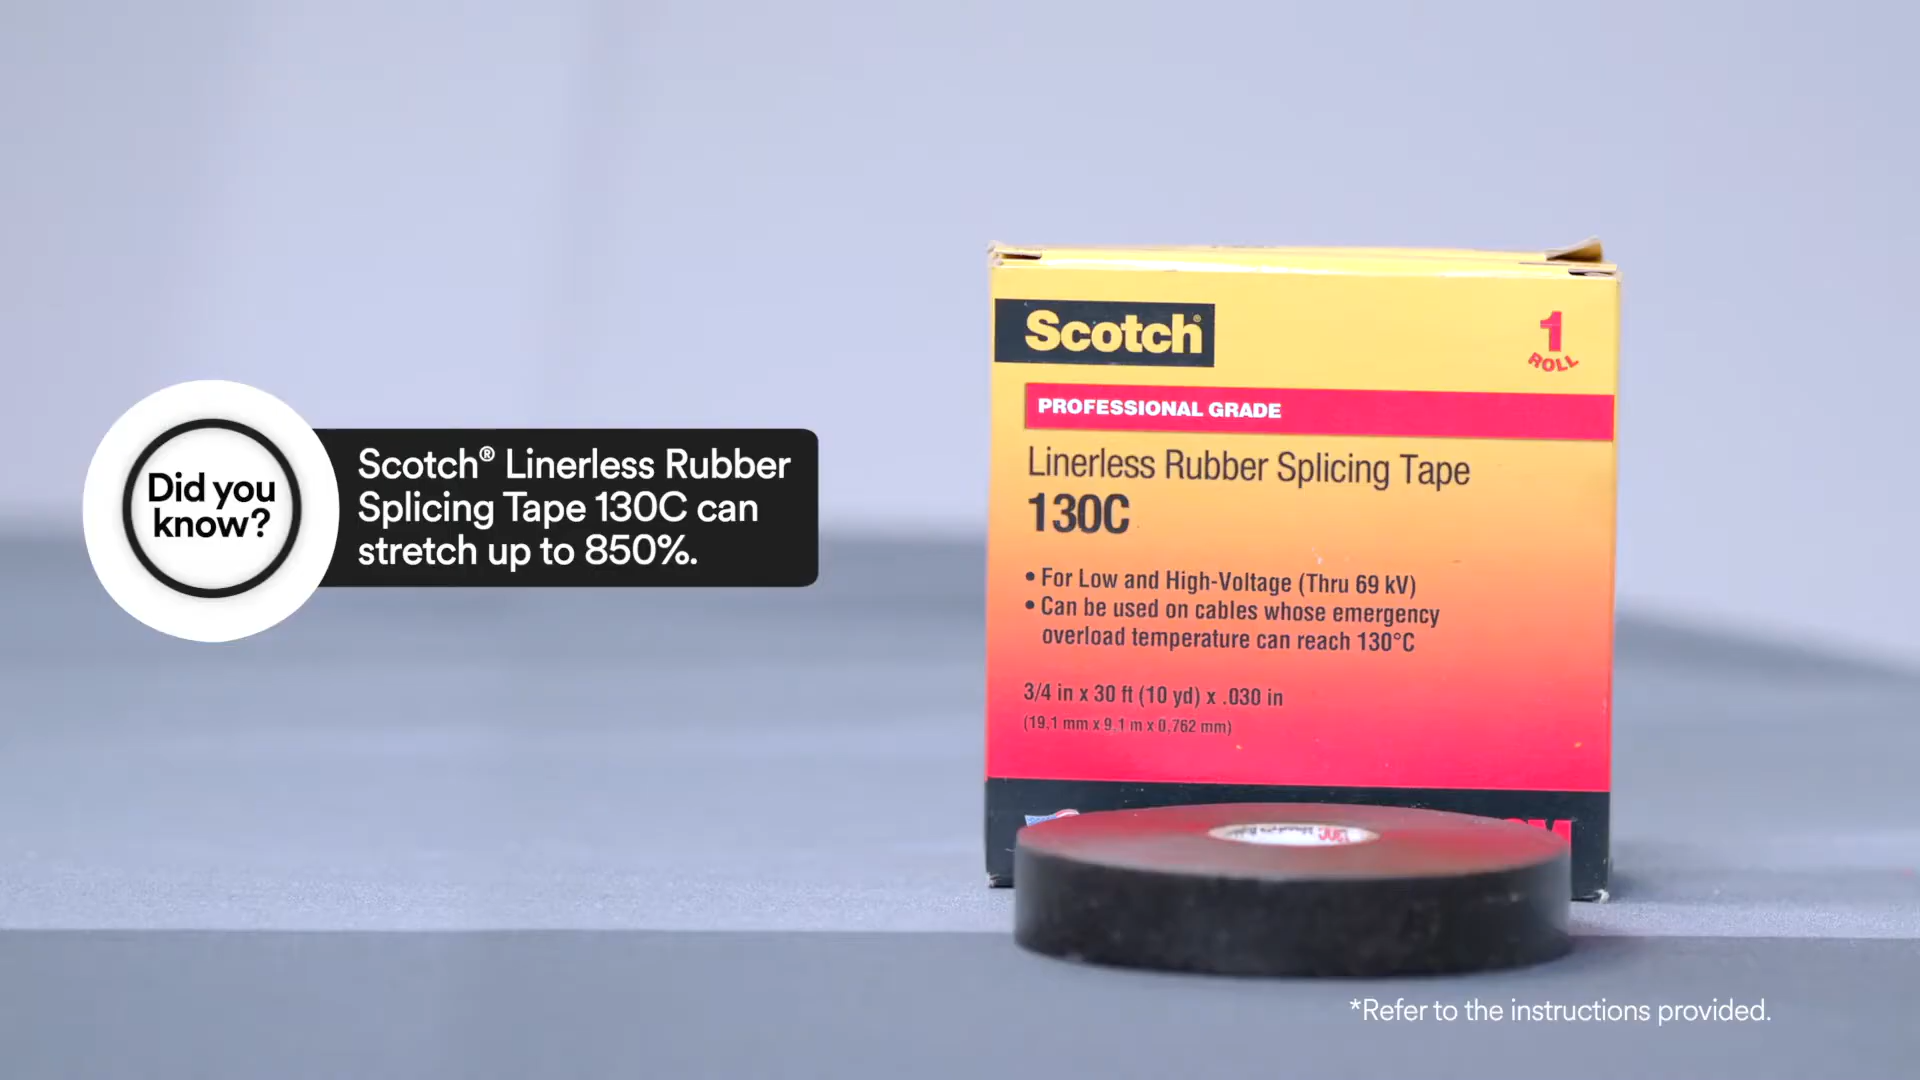 Did you
know?
Scotch® Linerless Rubber
Splicing Tape 130C can
stretch up to 850%.
Scotch®
1
ROLL
PROFESSIONAL GRADE
Linerless Rubber Splicing Tape
130C
• For Low and High-Voltage (Thru 69 kV)
• Can be used on cables whose emergency
overload temperature can reach 130°C
3/4 in x 30 ft (10 yd) x .030 in
(19,1 mm x 9,1 m x 0,762 mm)
3M
*Refer to the instructions provided.